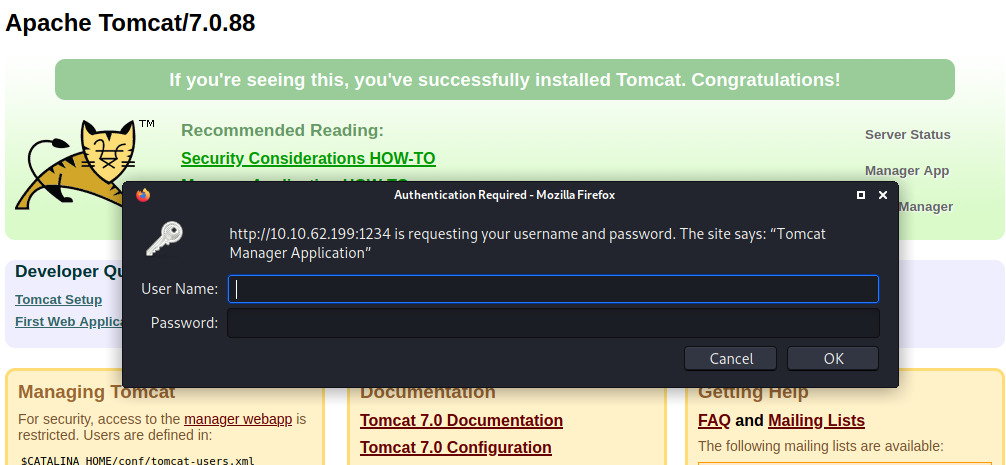 Apache Tomcat/7.0.88
If you're seeing this, you've successfully installed Tomcat. Congratulations!
TM
Recommended Reading:
Security Considerations HOW-TO
Server Status
Manager App
Manager
Authentication Required - Mozilla Firefox
http://10.10.62.199:1234 is requesting your username and password. The site says: “Tomcat
Manager Application”
User Name:
Password:
Cancel
OK
Developer Qu
Tomcat Setup
First Web Applica
Managing Tomcat
For security, access to the manager webapp is
restricted. Users are defined in:
$CATALINA_HOME/conf/tomcat-users.xml
Documentation
Tomcat 7.0 Documentation
Tomcat 7.0 Configuration
Getting Help
FAQ and Mailing Lists
The following mailing lists are available: